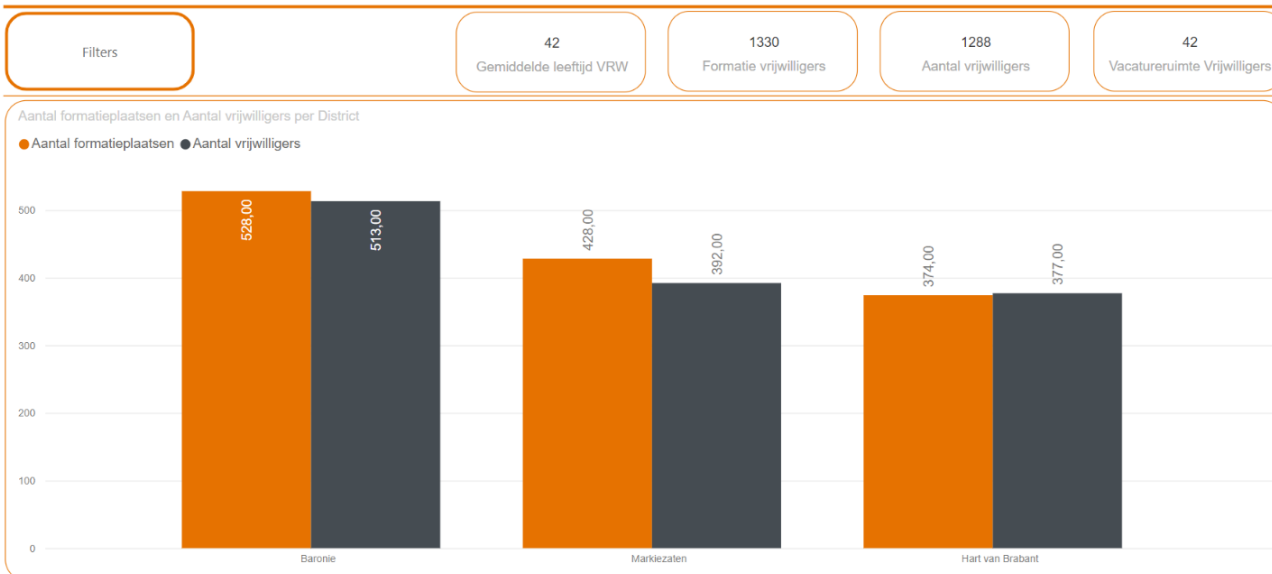 Filters
42
Gemiddelde leeftijd VRW
1330
Formatie vrijwilligers
1288
Aantal vrijwilligers
42
Vacatureruimte Vrijwilligers
Aantal formatieplaatsen en Aantal vrijwilligers per District
Aantal formatieplaatsen Aantal vrijwilligers
500
400
300
200
100
0
528,00
513,00
428,00
392,00
374,00
377,00
Baronie
Markiezaten
Hart van Brabant